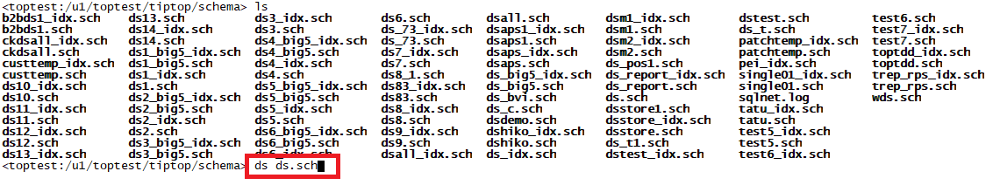 <toptest:/u1/toptest/tiptop/schema> ls
b2bds1_idx.sch ds13.sch ds3_idx.sch ds6.sch dsall.sch dsm1_idx.sch dstest.sch test6.sch
b2bds1.sch ds14_idx.sch ds3.sch ds_73_idx.sch dsaps1_idx.sch dsm1.sch ds_t.sch test7_idx.sch
ckdsall_idx.sch ds14.sch ds4_big5_idx.sch ds_73.sch dsaps1.sch dsm2_idx.sch patchtemp_idx.sch test7.sch
ckdsall.sch ds1_big5_idx.sch ds4_big5.sch ds7_idx.sch dsaps_idx.sch dsm2.sch patchtemp.sch toptdd_idx.sch
custtemp_idx.sch ds1_big5.sch ds4_idx.sch ds7.sch dsaps.sch ds_pos1.sch pei_idx.sch toptdd.sch
custtemp.sch ds1_idx.sch ds4.sch ds8_1.sch ds_big5_idx.sch ds_report_idx.sch single01_idx.sch trep_rps_idx.sch
ds10_idx.sch ds1.sch ds5_big5_idx.sch ds83_idx.sch ds_big5.sch ds_report.sch single01.sch trep_rps.sch
ds10.sch ds2_big5_idx.sch ds5_big5.sch ds83.sch ds_bvi.sch ds.sch sqlnet.log wds.sch
ds11_idx.sch ds2_big5.sch ds5_idx.sch ds8_idx.sch ds_c.sch dsstore1.sch tatu_idx.sch
ds11.sch ds2_idx.sch ds5.sch ds8.sch dsdemo.sch dsstore_idx.sch tatu.sch
ds12_idx.sch ds2.sch ds6_big5_idx.sch ds9_idx.sch dshiko_idx.sch dsstore.sch test5_idx.sch
ds12.sch ds3_big5_idx.sch ds6_big5.sch ds9.sch dshiko.sch ds_t1.sch test5.sch
ds13_idx.sch ds3_big5.sch ds6_idx.sch dsall_idx.sch ds_idx.sch dstest_idx.sch test6_idx.sch
<toptest:/u1/toptest/tiptop/schema> ds ds.sch